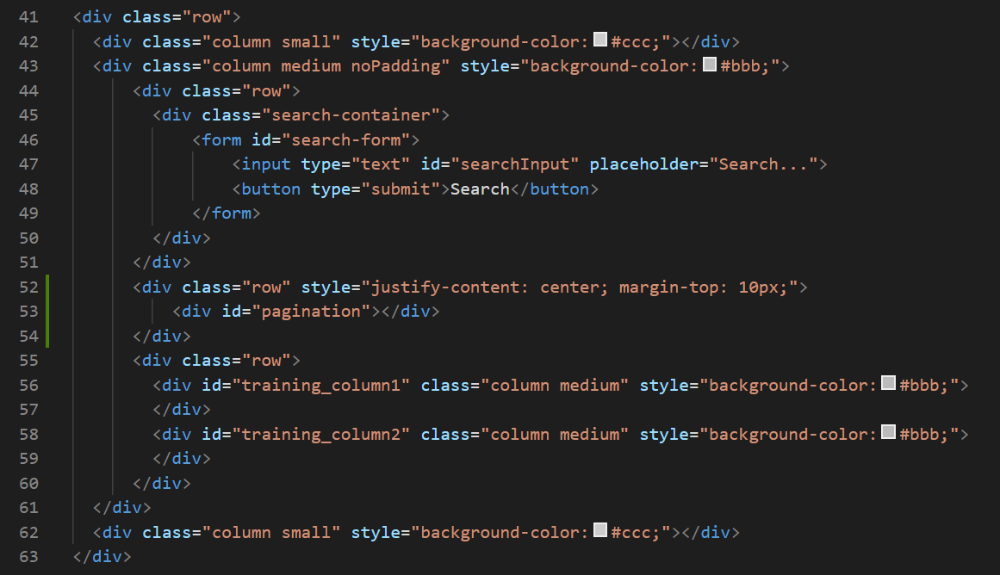 41 <div class="row">
42   <div class="column small" style="background-color: #ccc;"></div>
43   <div class="column medium noPadding" style="background-color: #bbb;">
44       <div class="row">
45         <div class="search-container">
46             <form id="search-form">
47                 <input type="text" id="searchInput" placeholder="Search...">
48                 <button type="submit">Search</button>
49             </form>
50         </div>
51       </div>
52       <div class="row" style="justify-content: center; margin-top: 10px;">
53           <div id="pagination"></div>
54       </div>
55       <div class="row">
56         <div id="training_column1" class="column medium" style="background-color: #bbb;">
57         </div>
58         <div id="training_column2" class="column medium" style="background-color: #bbb;">
59         </div>
60       </div>
61   </div>
62   <div class="column small" style="background-color: #ccc;"></div>
63 </div>